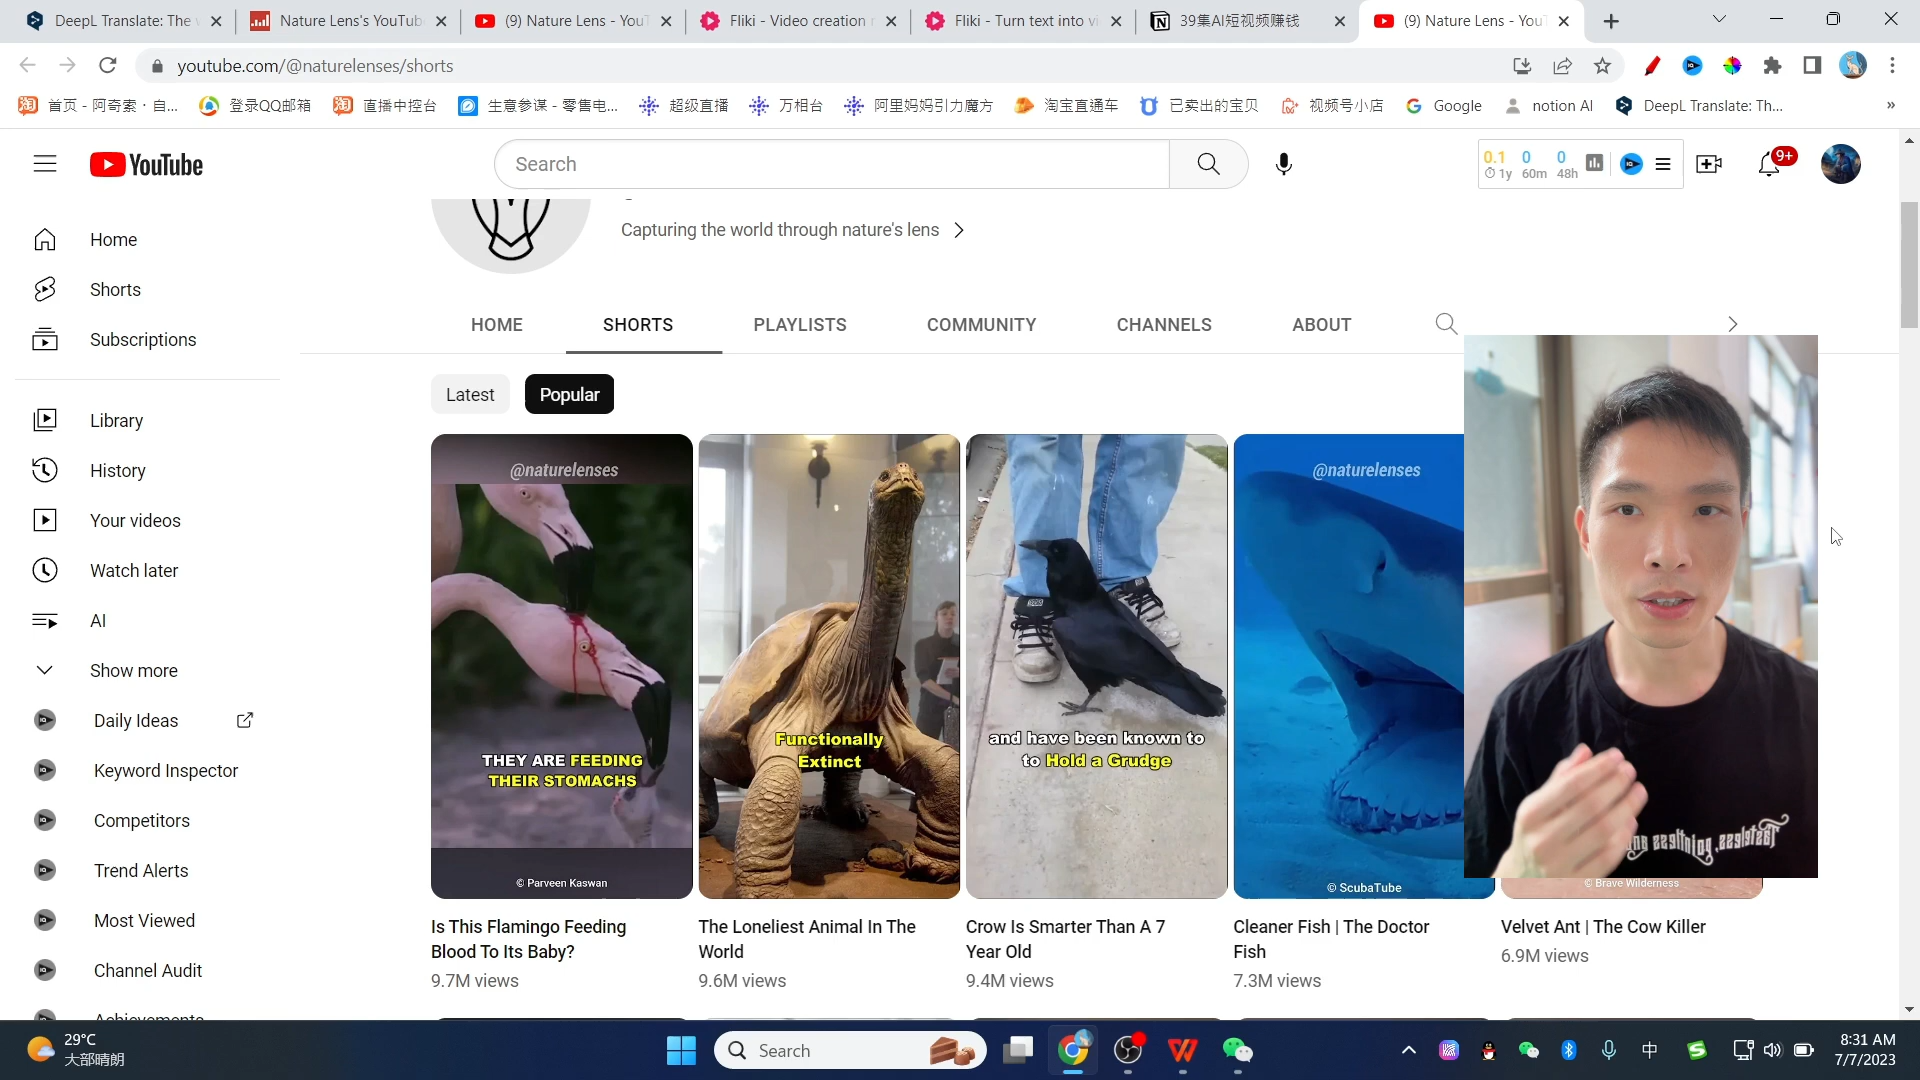 DeepL Translate: The
Nature Lens's YouTub
(9) Nature Lens - YouT
Fliki - Video creation
Fliki - Turn text into vi
39集AI短视频赚钱
(9) Nature Lens - YouT
youtube.com/@naturelenses/shorts
首页 - 阿奇索 · 自...
登录QQ邮箱
直播中控台
生意参谋 - 零售电...
超级直播
万相台
阿里妈妈引力魔方
淘宝直通车
已卖出的宝贝
视频号小店
Google
notion AI
DeepL Translate: Th...
YouTube
Search
0.1 0 0
1y 60m 48h
9+
Capturing the world through nature's lens
Home
Shorts
Subscriptions
Library
History
Your videos
Watch later
AI
Show more
Daily Ideas
Keyword Inspector
Competitors
Trend Alerts
Most Viewed
Channel Audit
Achievements
HOME
SHORTS
PLAYLISTS
COMMUNITY
CHANNELS
ABOUT
Latest
Popular
@naturelenses
THEY ARE FEEDING
THEIR STOMACHS
© Parveen Kaswan
Functionally
Extinct
and have been known to
to Hold a Grudge
@naturelenses
© ScubaTube
© Brave Wilderness
Is This Flamingo Feeding
Blood To Its Baby?
9.7M views
The Loneliest Animal In The
World
9.6M views
Crow Is Smarter Than A 7
Year Old
9.4M views
Cleaner Fish | The Doctor
Fish
7.3M views
Velvet Ant | The Cow Killer
6.9M views
29°C
大部晴朗
Search
中
8:31 AM
7/7/2023